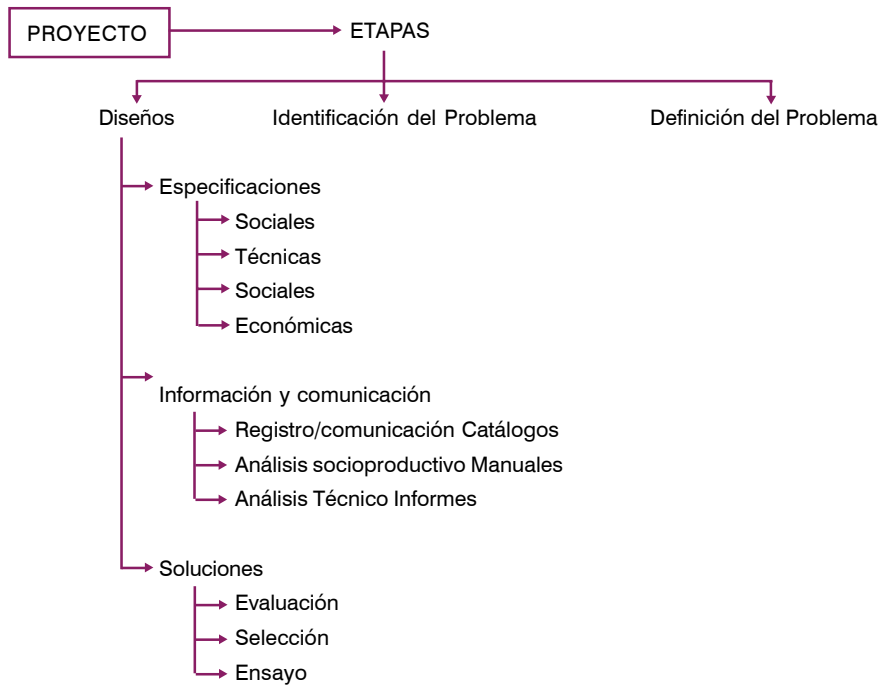 PROYECTO
ETAPAS
Diseños
Identificación del Problema
Definición del Problema
Especificaciones
Sociales
Técnicas
Sociales
Económicas
Información y comunicación
Registro/comunicación Catálogos
Análisis socioproductivo Manuales
Análisis Técnico Informes
Soluciones
Evaluación
Selección
Ensayo